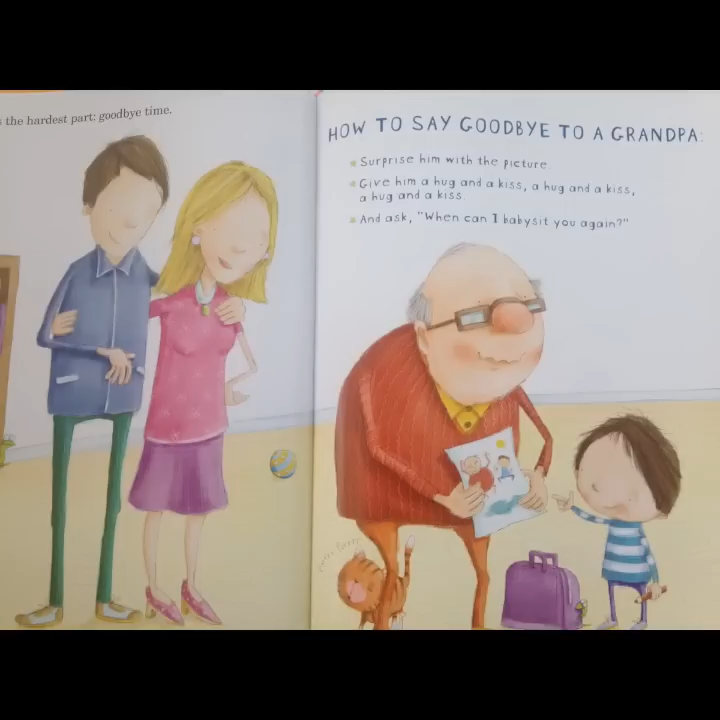 the hardest part: goodbye time.
HOW TO SAY GOODBYE TO A GRANDPA:
Surprise him with the picture.
Give him a hug and a kiss, a hug and a kiss,
a hug and a kiss.
And ask, “When can I babysit you again?”